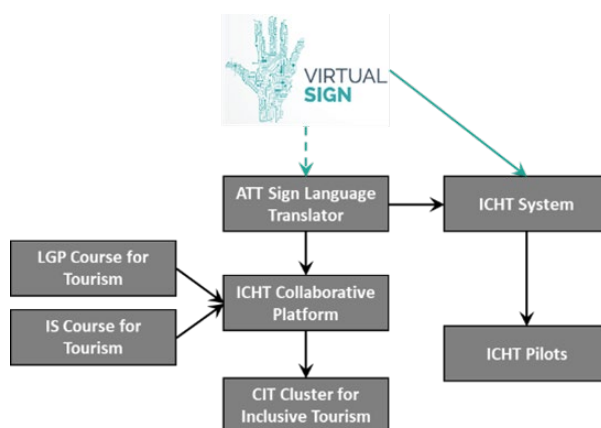 VIRTUAL
SIGN
ATT Sign Language
Translator
ICHT System
LGP Course for
Tourism
ICHT Collaborative
Platform
IS Course for
Tourism
ICHT Pilots
CIT Cluster for
Inclusive Tourism